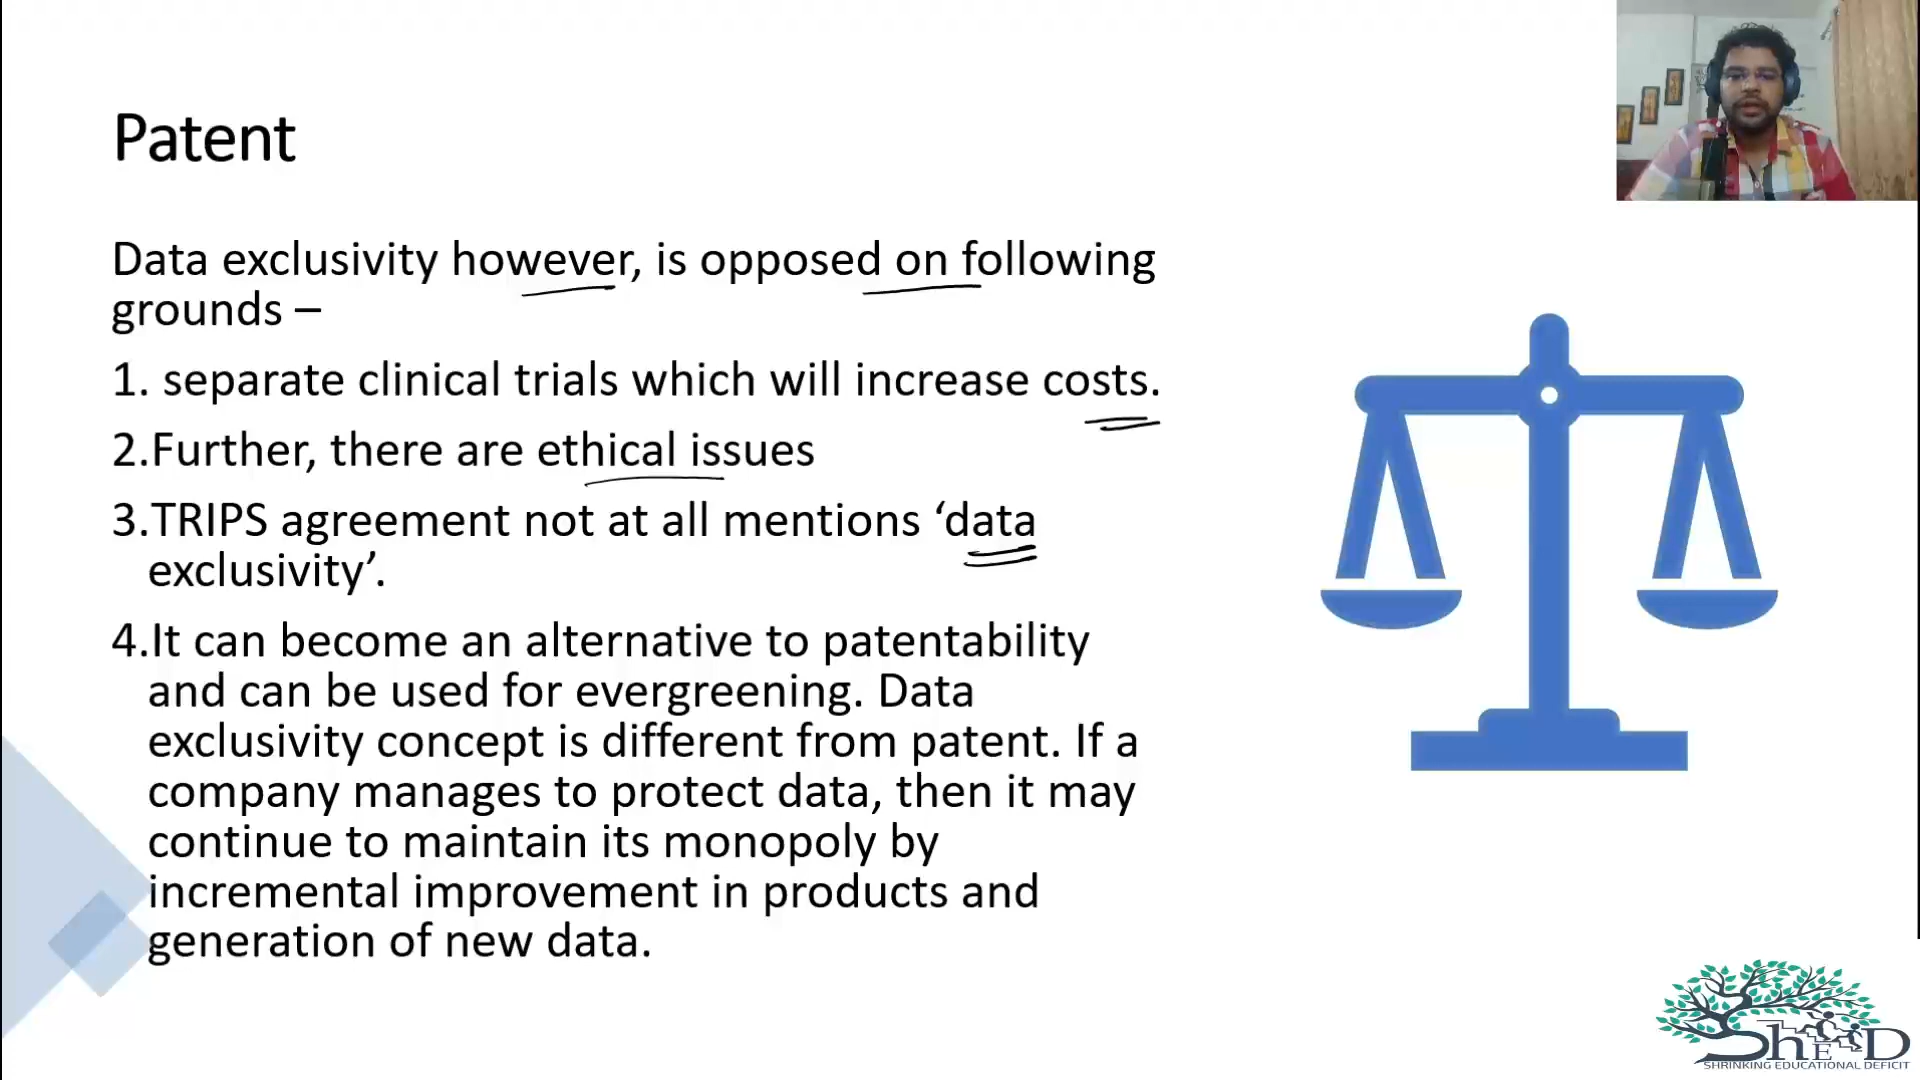 Patent
Data exclusivity however, is opposed on following
grounds –
1. separate clinical trials which will increase costs.
2.Further, there are ethical issues
3.TRIPS agreement not at all mentions ‘data
exclusivity’.
4.It can become an alternative to patentability
and can be used for evergreening. Data
exclusivity concept is different from patent. If a
company manages to protect data, then it may
continue to maintain its monopoly by
incremental improvement in products and
generation of new data.
ShED
SHRINKING EDUCATIONAL DEFICIT